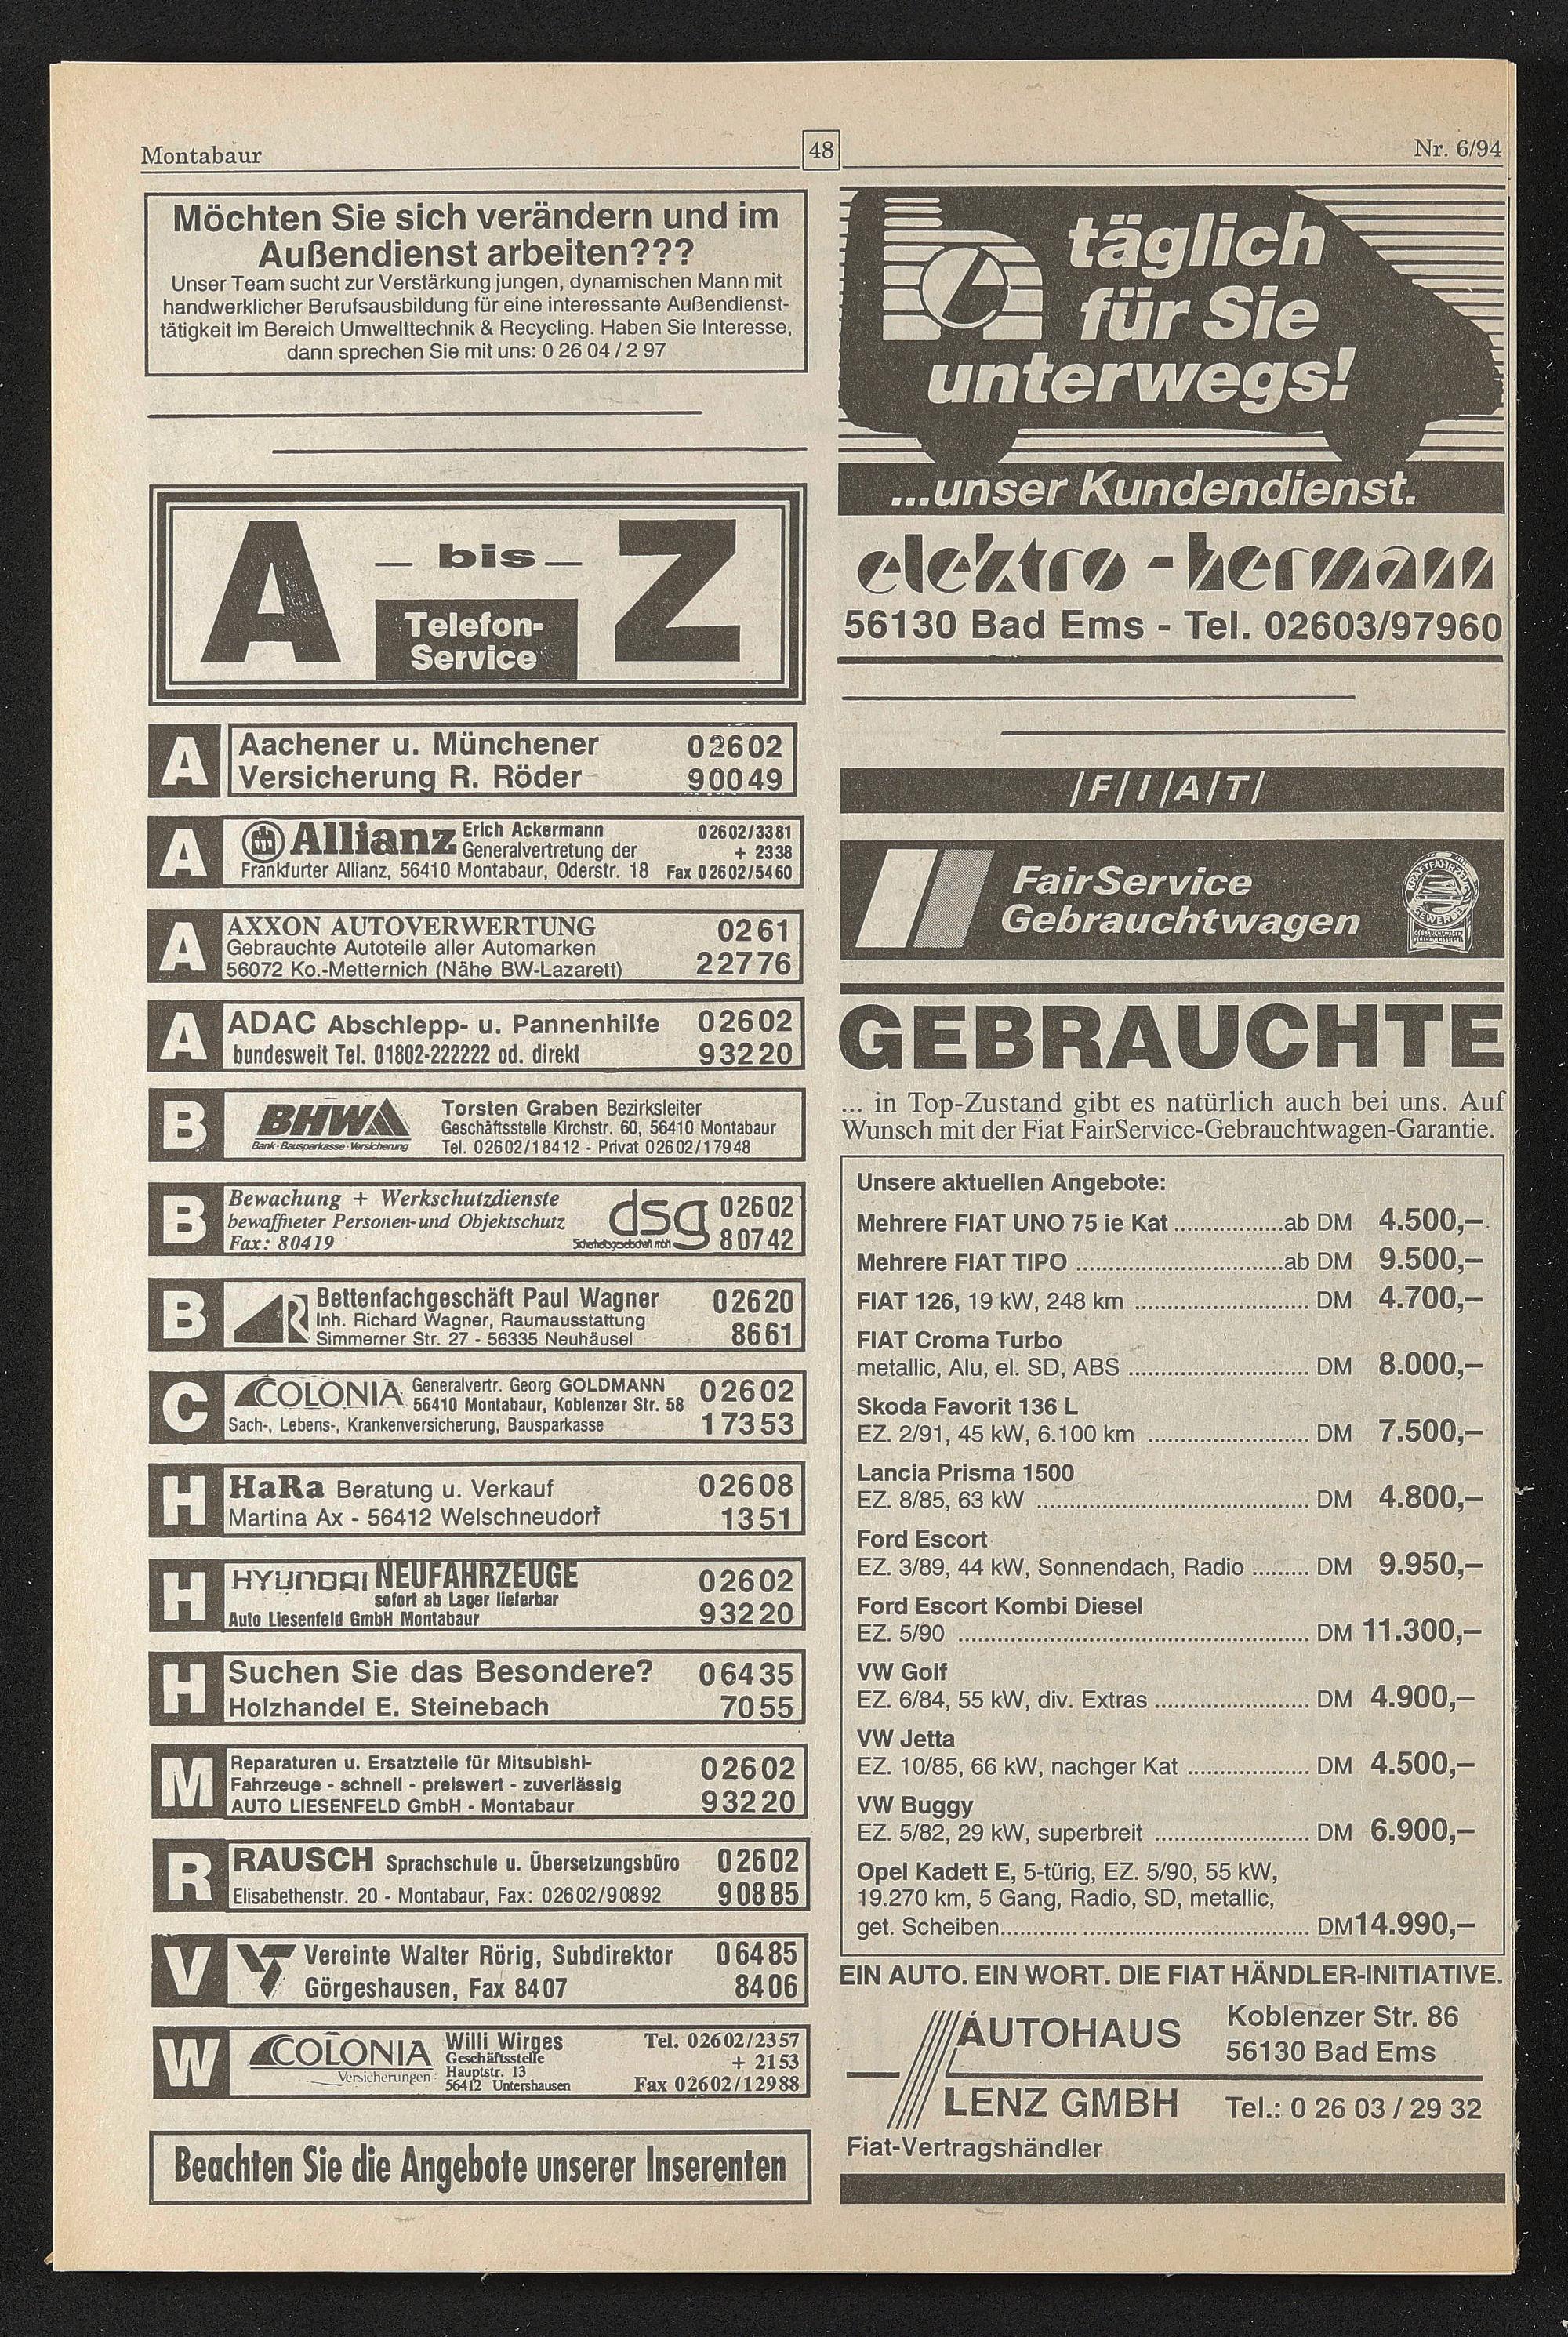 Montabaur
48
Nr. 6/94
Möchten Sie sich verändern und im
Außendienst arbeiten???
Unser Team sucht zur Verstärkung jungen, dynamischen Mann mit
handwerklicher Berufsausbildung für eine interessante Außendienst-
tätigkeit im Bereich Umwelttechnik & Recycling. Haben Sie Interesse,
dann sprechen Sie mit uns: 0 26 04 / 2 97
A – bis – Z
Telefon-
Service
A
Aachener u. Münchener 02602
Versicherung R. Röder 90049
A
Allianz Erich Ackermann 02602/3381
Generalvertretung der + 2338
Frankfurter Allianz, 56410 Montabaur, Oderstr. 18 Fax 02602/5460
A
AXXON AUTOVERWERTUNG 0261
Gebrauchte Autoteile aller Automarken
56072 Ko.-Metternich (Nähe BW-Lazarett) 22776
A
ADAC Abschlepp- u. Pannenhilfe 02602
bundesweit Tel. 01802-222222 od. direkt 93220
B
BHW Torsten Graben Bezirksleiter
Geschäftsstelle Kirchstr. 60, 56410 Montabaur
Bank · Bausparkasse · Versicherung Tel. 02602/18412 - Privat 02602/17948
B
Bewachung + Werkschutzdienste dsg 02602
bewaffneter Personen-und Objektschutz
Fax: 80419 Sicherheitsgesellschaft mbH 80742
B
R Bettenfachgeschäft Paul Wagner 02620
Inh. Richard Wagner, Raumausstattung
Simmerner Str. 27 - 56335 Neuhäusel 8661
C
COLONIA Generalvertr. Georg GOLDMANN 02602
56410 Montabaur, Koblenzer Str. 58
Sach-, Lebens-, Krankenversicherung, Bausparkasse 17353
H
HaRa Beratung u. Verkauf 02608
Martina Ax - 56412 Welschneudorf 1351
H
HYUNDAI NEUFAHRZEUGE 02602
sofort ab Lager lieferbar
Auto Liesenfeld GmbH Montabaur 93220
H
Suchen Sie das Besondere? 06435
Holzhandel E. Steinebach 7055
M
Reparaturen u. Ersatzteile für Mitsubishi- 02602
Fahrzeuge - schnell - preiswert - zuverlässig
AUTO LIESENFELD GmbH - Montabaur 93220
R
RAUSCH Sprachschule u. Übersetzungsbüro 02602
Elisabethenstr. 20 - Montabaur, Fax: 02602/90892 90885
V
Vereinte Walter Rörig, Subdirektor 06485
Görgeshausen, Fax 8407 8406
W
COLONIA Willi Wirges Tel. 02602/2357
Geschäftsstelle + 2153
Versicherungen Hauptstr. 13
56412 Untershausen Fax 02602/12988
Beachten Sie die Angebote unserer Inserenten
h täglich
für Sie
unterwegs!
...unser Kundendienst.
elektro - hermann
56130 Bad Ems - Tel. 02603/97960
/F/I/A/T/
FairService
Gebrauchtwagen
KRAFTFAHRZEUG
GEWERBE
GEBRAUCHTE
... in Top-Zustand gibt es natürlich auch bei uns. Auf
Wunsch mit der Fiat FairService-Gebrauchtwagen-Garantie.
Unsere aktuellen Angebote:
Mehrere FIAT UNO 75 ie Kat ..................ab DM 4.500,–
Mehrere FIAT TIPO ................................ab DM 9.500,–
FIAT 126, 19 kW, 248 km ........................... DM 4.700,–
FIAT Croma Turbo
metallic, Alu, el. SD, ABS ............................ DM 8.000,–
Skoda Favorit 136 L
EZ. 2/91, 45 kW, 6.100 km ......................... DM 7.500,–
Lancia Prisma 1500
EZ. 8/85, 63 kW .......................................... DM 4.800,–
Ford Escort
EZ. 3/89, 44 kW, Sonnendach, Radio ......... DM 9.950,–
Ford Escort Kombi Diesel
EZ. 5/90 ...................................................... DM 11.300,–
VW Golf
EZ. 6/84, 55 kW, div. Extras ........................ DM 4.900,–
VW Jetta
EZ. 10/85, 66 kW, nachger Kat ................... DM 4.500,–
VW Buggy
EZ. 5/82, 29 kW, superbreit ........................ DM 6.900,–
Opel Kadett E, 5-türig, EZ. 5/90, 55 kW,
19.270 km, 5 Gang, Radio, SD, metallic,
get. Scheiben................................................ DM14.990,–
EIN AUTO. EIN WORT. DIE FIAT HÄNDLER-INITIATIVE.
AUTOHAUS
LENZ GMBH
Koblenzer Str. 86
56130 Bad Ems
Tel.: 0 26 03 / 29 32
Fiat-Vertragshändler